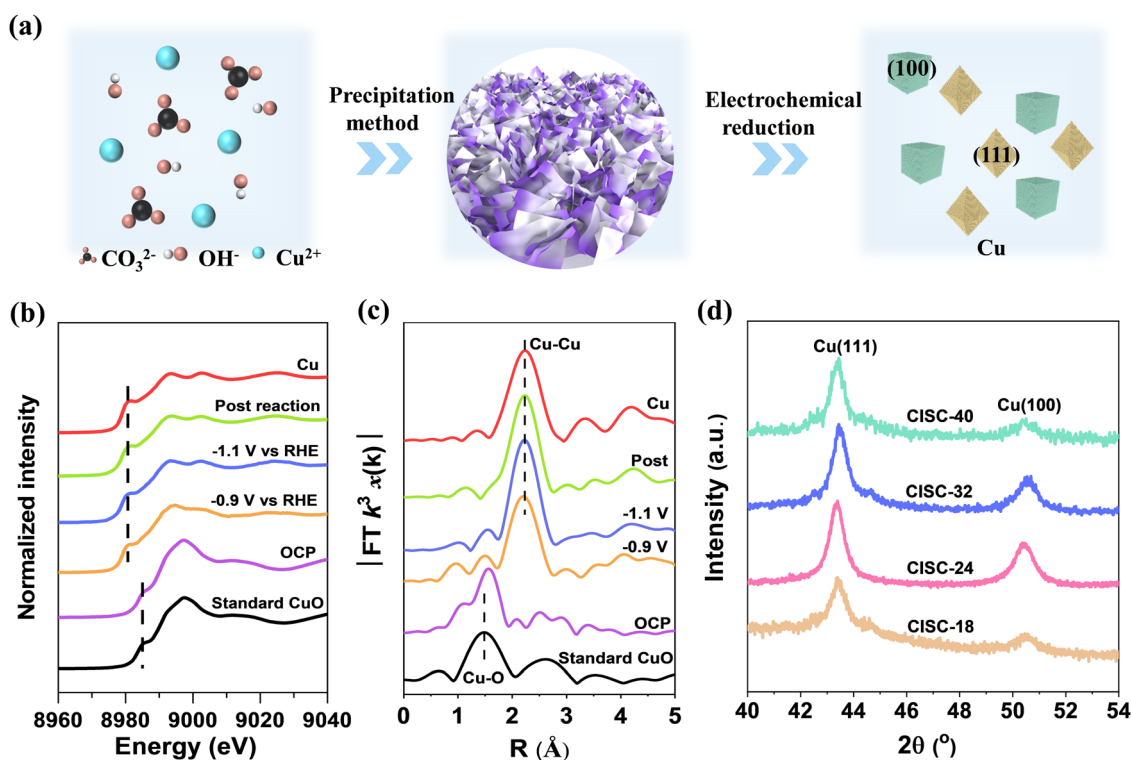 (a)
Precipitation
method
Electrochemical
reduction
(100)
(111)
Cu
CO₃²⁻ OH⁻ Cu²⁺
(b)
Cu
Post reaction
-1.1 V vs RHE
-0.9 V vs RHE
OCP
Standard CuO
Normalized intensity
8960 8980 9000 9020 9040
Energy (eV)
(c)
Cu-Cu
Cu
Post
-1.1 V
-0.9 V
OCP
Standard CuO
Cu-O
|FT k³ x(k)|
0 1 2 3 4 5
R (Å)
(d)
Cu(111)
Cu(100)
CISC-40
CISC-32
CISC-24
CISC-18
Intensity (a.u.)
40 42 44 46 48 50 52 54
2θ (°)